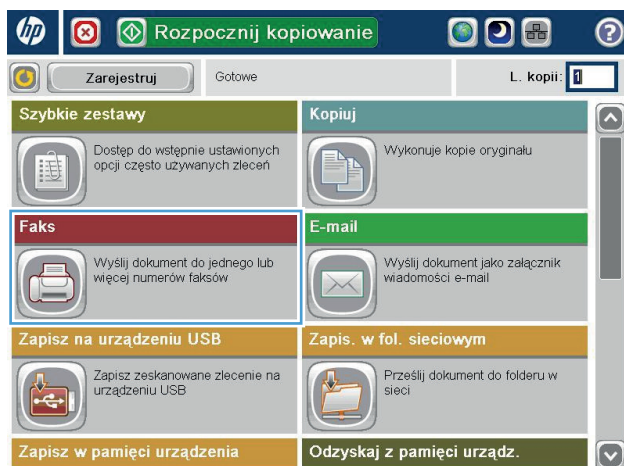 hp Rozpocznij kopiowanie ?
Zarejestruj Gotowe L. kopii: 1
Szybkie zestawy
Dostęp do wstępnie ustawionych
opcji często używanych zleceń
Kopiuj
Wykonuje kopie oryginału
Faks
Wyślij dokument do jednego lub
więcej numerów faksów
E-mail
Wyślij dokument jako załącznik
wiadomości e-mail
Zapisz na urządzeniu USB
Zapisz zeskanowane zlecenie na
urządzeniu USB
Zapis. w fol. sieciowym
Prześlij dokument do folderu w
sieci
Zapisz w pamięci urządzenia
Odzyskaj z pamięci urządz.